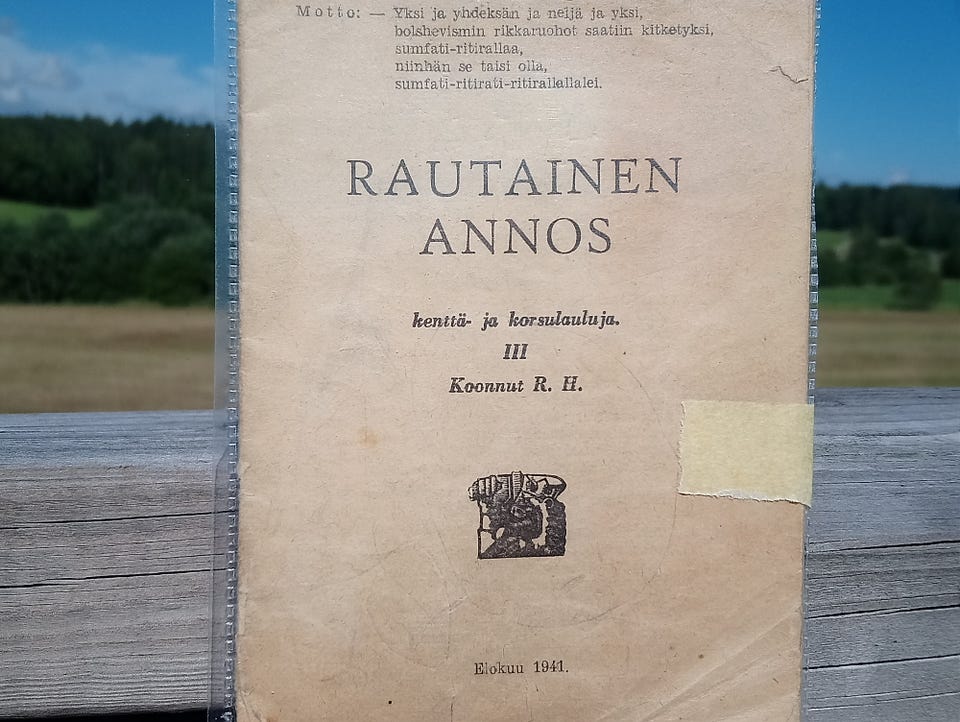 Motto: — Yksi ja yhdeksän ja neijä ja yksi,
bolshevismin rikkaruohot saatiin kitketyksi,
sumfati-ritirallaa,
niinhän se taisi olla,
sumfati-ritirati-ritirallallalei.
RAUTAINEN
ANNOS
kenttä- ja korsulauluja.
III
Koonnut R. H.
Elokuu 1941.